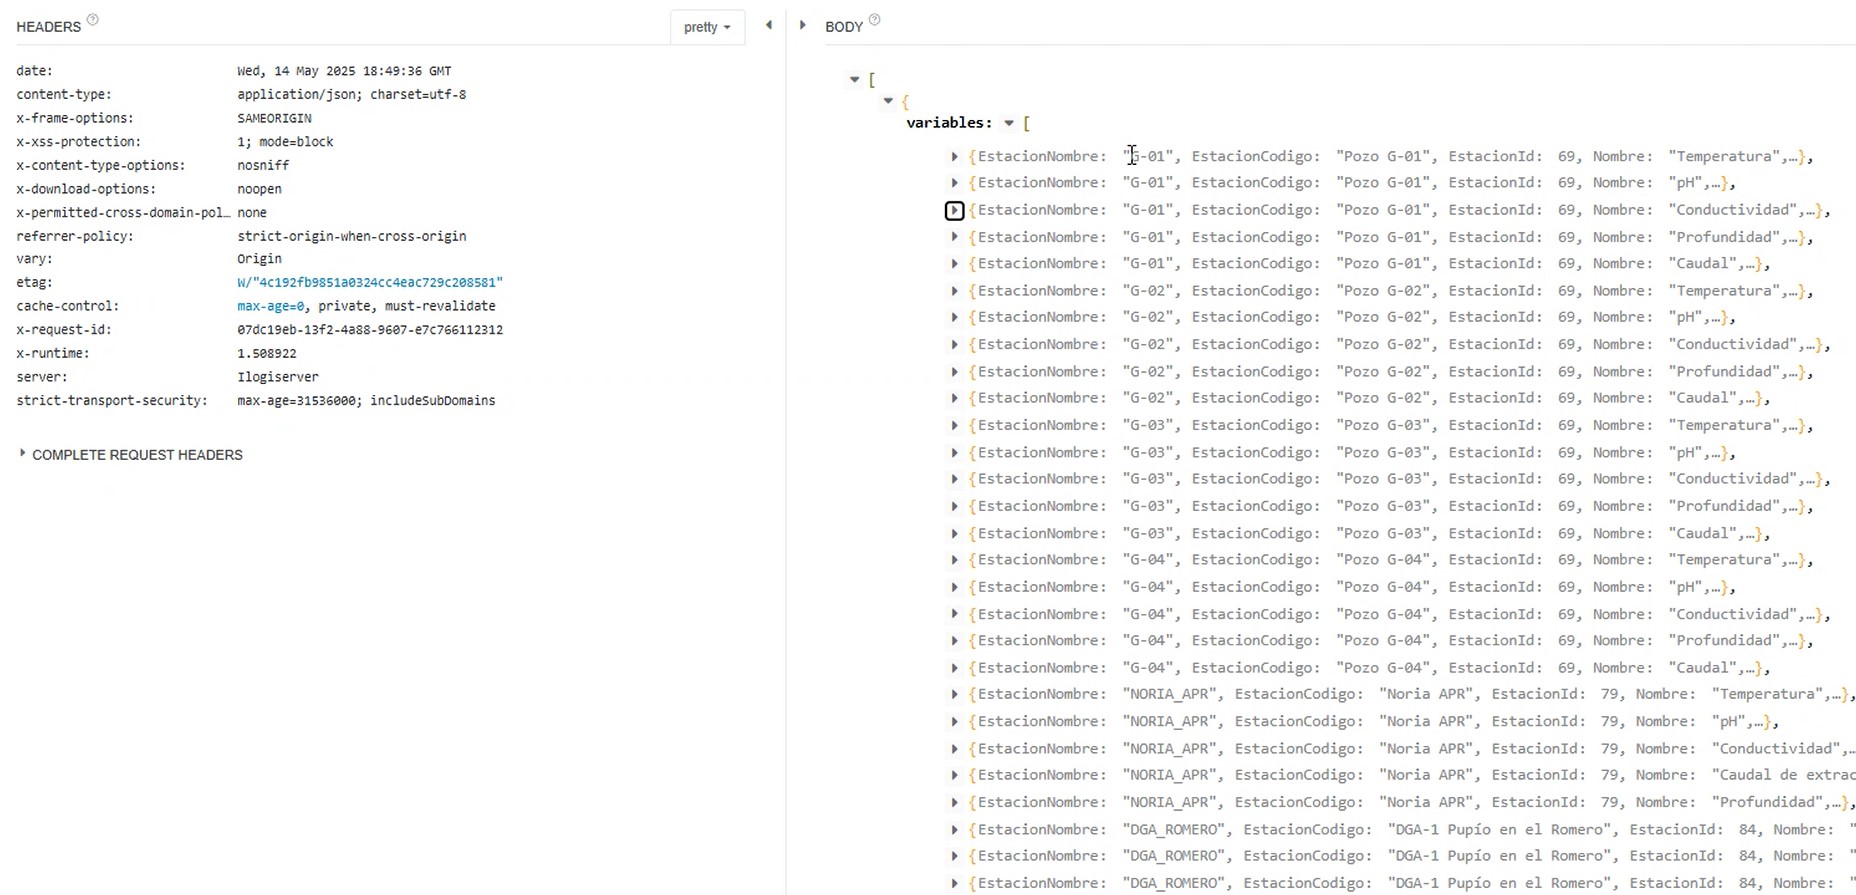 HEADERS
pretty
date: Wed, 14 May 2025 18:49:36 GMT
content-type: application/json; charset=utf-8
x-frame-options: SAMEORIGIN
x-xss-protection: 1; mode=block
x-content-type-options: nosniff
x-download-options: noopen
x-permitted-cross-domain-pol… none
referrer-policy: strict-origin-when-cross-origin
vary: Origin
etag: W/"4c192fb9851a0324cc4eac729c208581"
cache-control: max-age=0, private, must-revalidate
x-request-id: 07dc19eb-13f2-4a88-9607-e7c766112312
x-runtime: 1.508922
server: Ilogiserver
strict-transport-security: max-age=31536000; includeSubDomains
COMPLETE REQUEST HEADERS
BODY
[
{
variables: [
{EstacionNombre: "G-01", EstacionCodigo: "Pozo G-01", EstacionId: 69, Nombre: "Temperatura",…},
{EstacionNombre: "G-01", EstacionCodigo: "Pozo G-01", EstacionId: 69, Nombre: "pH",…},
{EstacionNombre: "G-01", EstacionCodigo: "Pozo G-01", EstacionId: 69, Nombre: "Conductividad",…},
{EstacionNombre: "G-01", EstacionCodigo: "Pozo G-01", EstacionId: 69, Nombre: "Profundidad",…},
{EstacionNombre: "G-01", EstacionCodigo: "Pozo G-01", EstacionId: 69, Nombre: "Caudal",…},
{EstacionNombre: "G-02", EstacionCodigo: "Pozo G-02", EstacionId: 69, Nombre: "Temperatura",…},
{EstacionNombre: "G-02", EstacionCodigo: "Pozo G-02", EstacionId: 69, Nombre: "pH",…},
{EstacionNombre: "G-02", EstacionCodigo: "Pozo G-02", EstacionId: 69, Nombre: "Conductividad",…},
{EstacionNombre: "G-02", EstacionCodigo: "Pozo G-02", EstacionId: 69, Nombre: "Profundidad",…},
{EstacionNombre: "G-02", EstacionCodigo: "Pozo G-02", EstacionId: 69, Nombre: "Caudal",…},
{EstacionNombre: "G-03", EstacionCodigo: "Pozo G-03", EstacionId: 69, Nombre: "Temperatura",…},
{EstacionNombre: "G-03", EstacionCodigo: "Pozo G-03", EstacionId: 69, Nombre: "pH",…},
{EstacionNombre: "G-03", EstacionCodigo: "Pozo G-03", EstacionId: 69, Nombre: "Conductividad",…},
{EstacionNombre: "G-03", EstacionCodigo: "Pozo G-03", EstacionId: 69, Nombre: "Profundidad",…},
{EstacionNombre: "G-03", EstacionCodigo: "Pozo G-03", EstacionId: 69, Nombre: "Caudal",…},
{EstacionNombre: "G-04", EstacionCodigo: "Pozo G-04", EstacionId: 69, Nombre: "Temperatura",…},
{EstacionNombre: "G-04", EstacionCodigo: "Pozo G-04", EstacionId: 69, Nombre: "pH",…},
{EstacionNombre: "G-04", EstacionCodigo: "Pozo G-04", EstacionId: 69, Nombre: "Conductividad",…},
{EstacionNombre: "G-04", EstacionCodigo: "Pozo G-04", EstacionId: 69, Nombre: "Profundidad",…},
{EstacionNombre: "G-04", EstacionCodigo: "Pozo G-04", EstacionId: 69, Nombre: "Caudal",…},
{EstacionNombre: "NORIA_APR", EstacionCodigo: "Noria APR", EstacionId: 79, Nombre: "Temperatura",…},
{EstacionNombre: "NORIA_APR", EstacionCodigo: "Noria APR", EstacionId: 79, Nombre: "pH",…},
{EstacionNombre: "NORIA_APR", EstacionCodigo: "Noria APR", EstacionId: 79, Nombre: "Conductividad",…
{EstacionNombre: "NORIA_APR", EstacionCodigo: "Noria APR", EstacionId: 79, Nombre: "Caudal de extrac
{EstacionNombre: "NORIA_APR", EstacionCodigo: "Noria APR", EstacionId: 79, Nombre: "Profundidad",…},
{EstacionNombre: "DGA_ROMERO", EstacionCodigo: "DGA-1 Pupío en el Romero", EstacionId: 84, Nombre: "
{EstacionNombre: "DGA_ROMERO", EstacionCodigo: "DGA-1 Pupío en el Romero", EstacionId: 84, Nombre: "
{EstacionNombre: "DGA_ROMERO", EstacionCodigo: "DGA-1 Pupío en el Romero", EstacionId: 84, Nombre: "